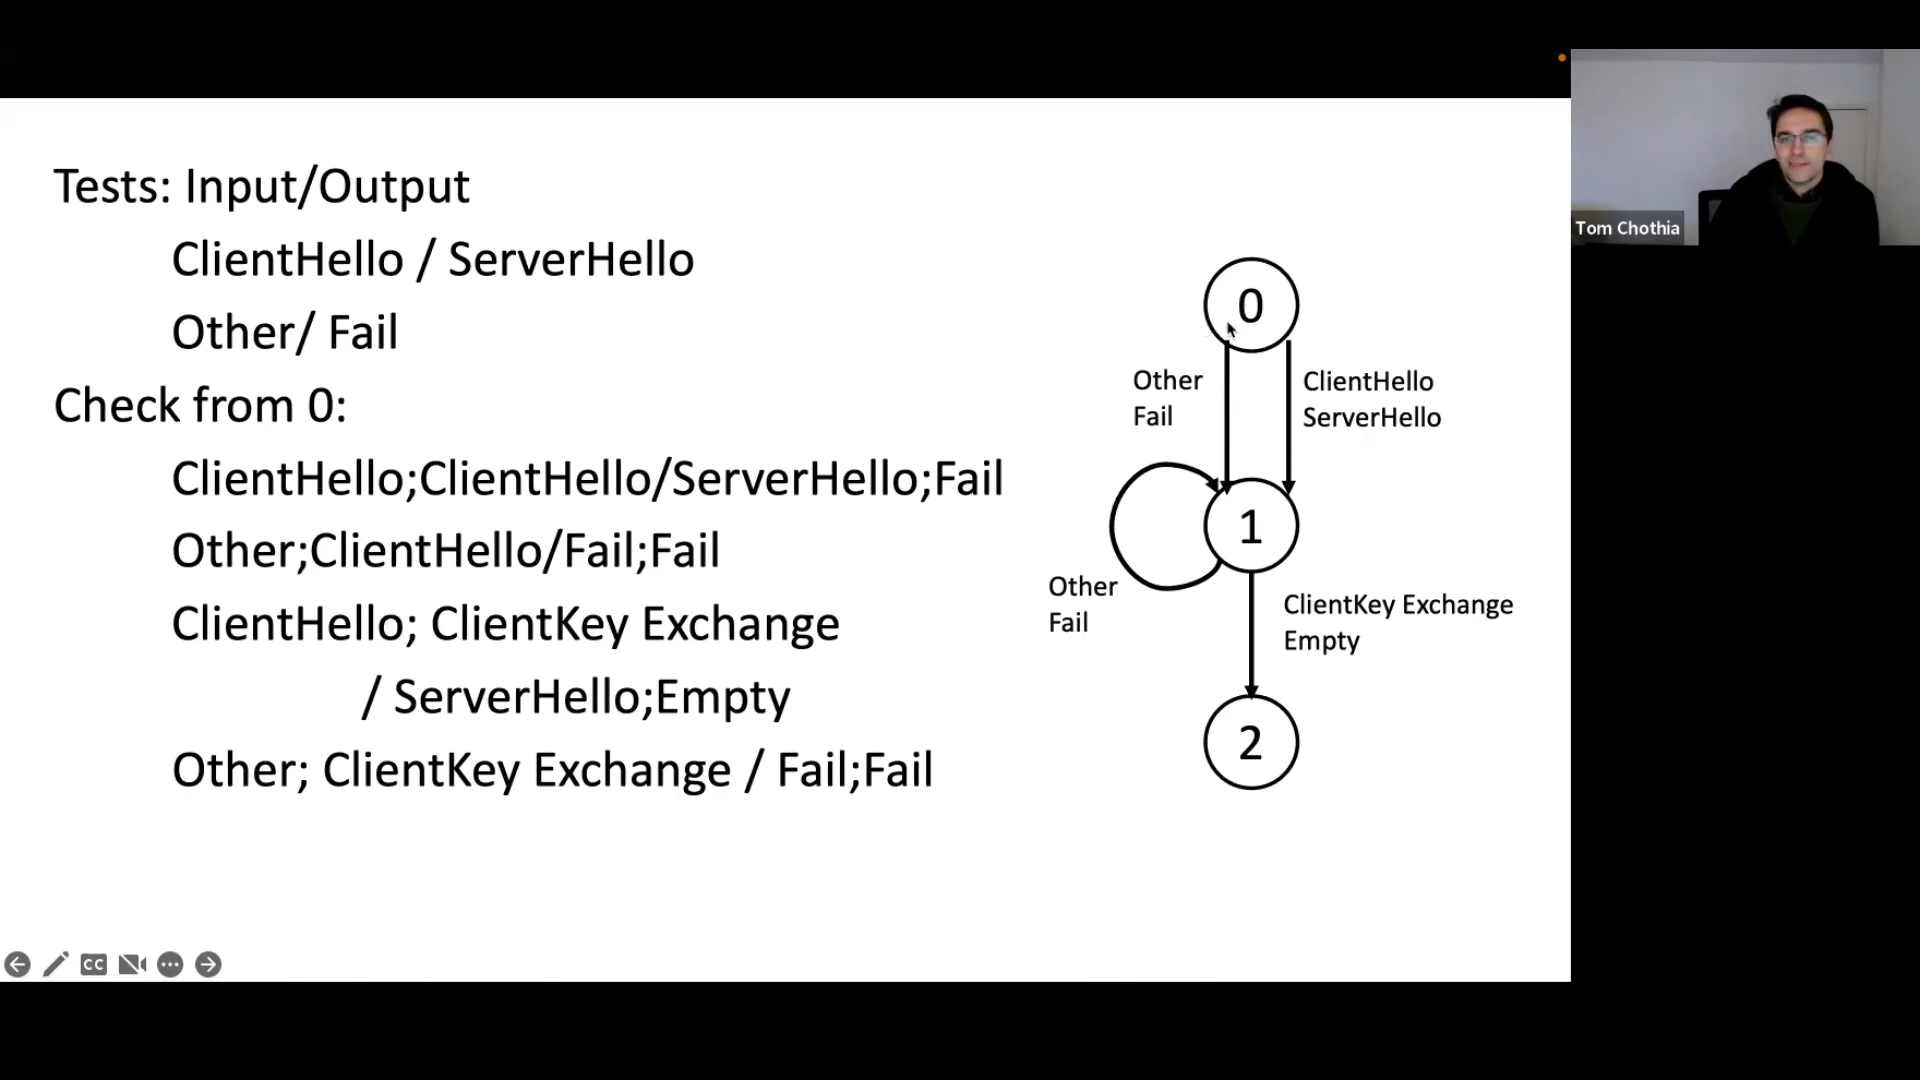 Tests: Input/Output
ClientHello / ServerHello
Other/ Fail
Check from 0:
ClientHello;ClientHello/ServerHello;Fail
Other;ClientHello/Fail;Fail
ClientHello; ClientKey Exchange
/ ServerHello;Empty
Other; ClientKey Exchange / Fail;Fail
0
Other
Fail
ClientHello
ServerHello
1
Other
Fail
ClientKey Exchange
Empty
2
Tom Chothia
CC